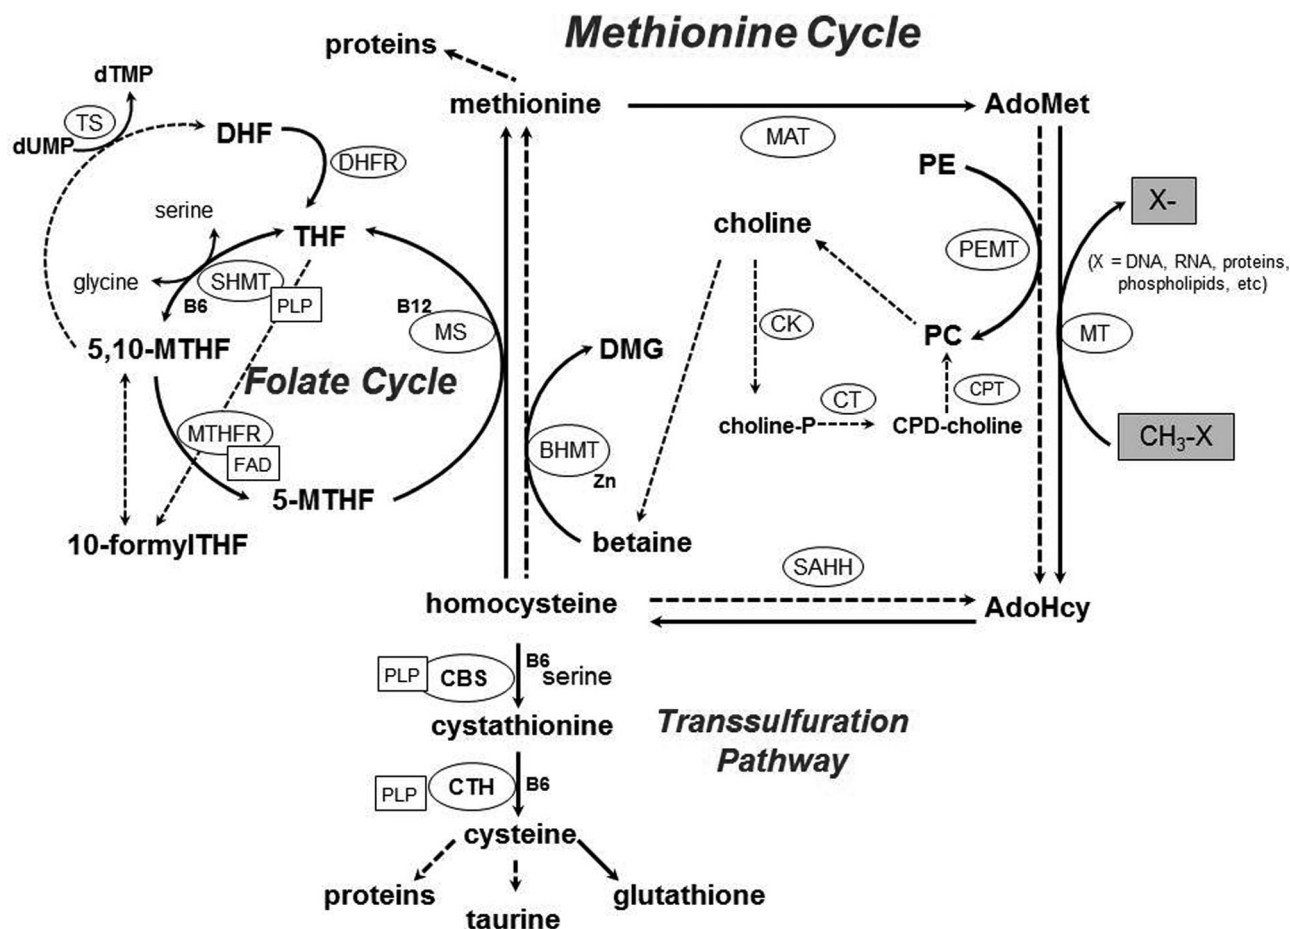 Methionine Cycle
proteins
dTMP
TS
dUMP
DHF
DHFR
methionine
MAT
AdoMet
PE
X-
(X = DNA, RNA, proteins,
phospholipids, etc)
serine
THF
choline
PEMT
glycine
SHMT
B6
PLP
B12
MS
CK
MT
5,10-MTHF
DMG
PC
Folate Cycle
CPT
CT
choline-P
CPD-choline
MTHFR
FAD
BHMT
Zn
CH₃-X
5-MTHF
10-formylTHF
betaine
SAHH
homocysteine
AdoHcy
PLP
CBS
B6
serine
cystathionine
Transsulfuration
Pathway
PLP
CTH
B6
cysteine
proteins
taurine
glutathione